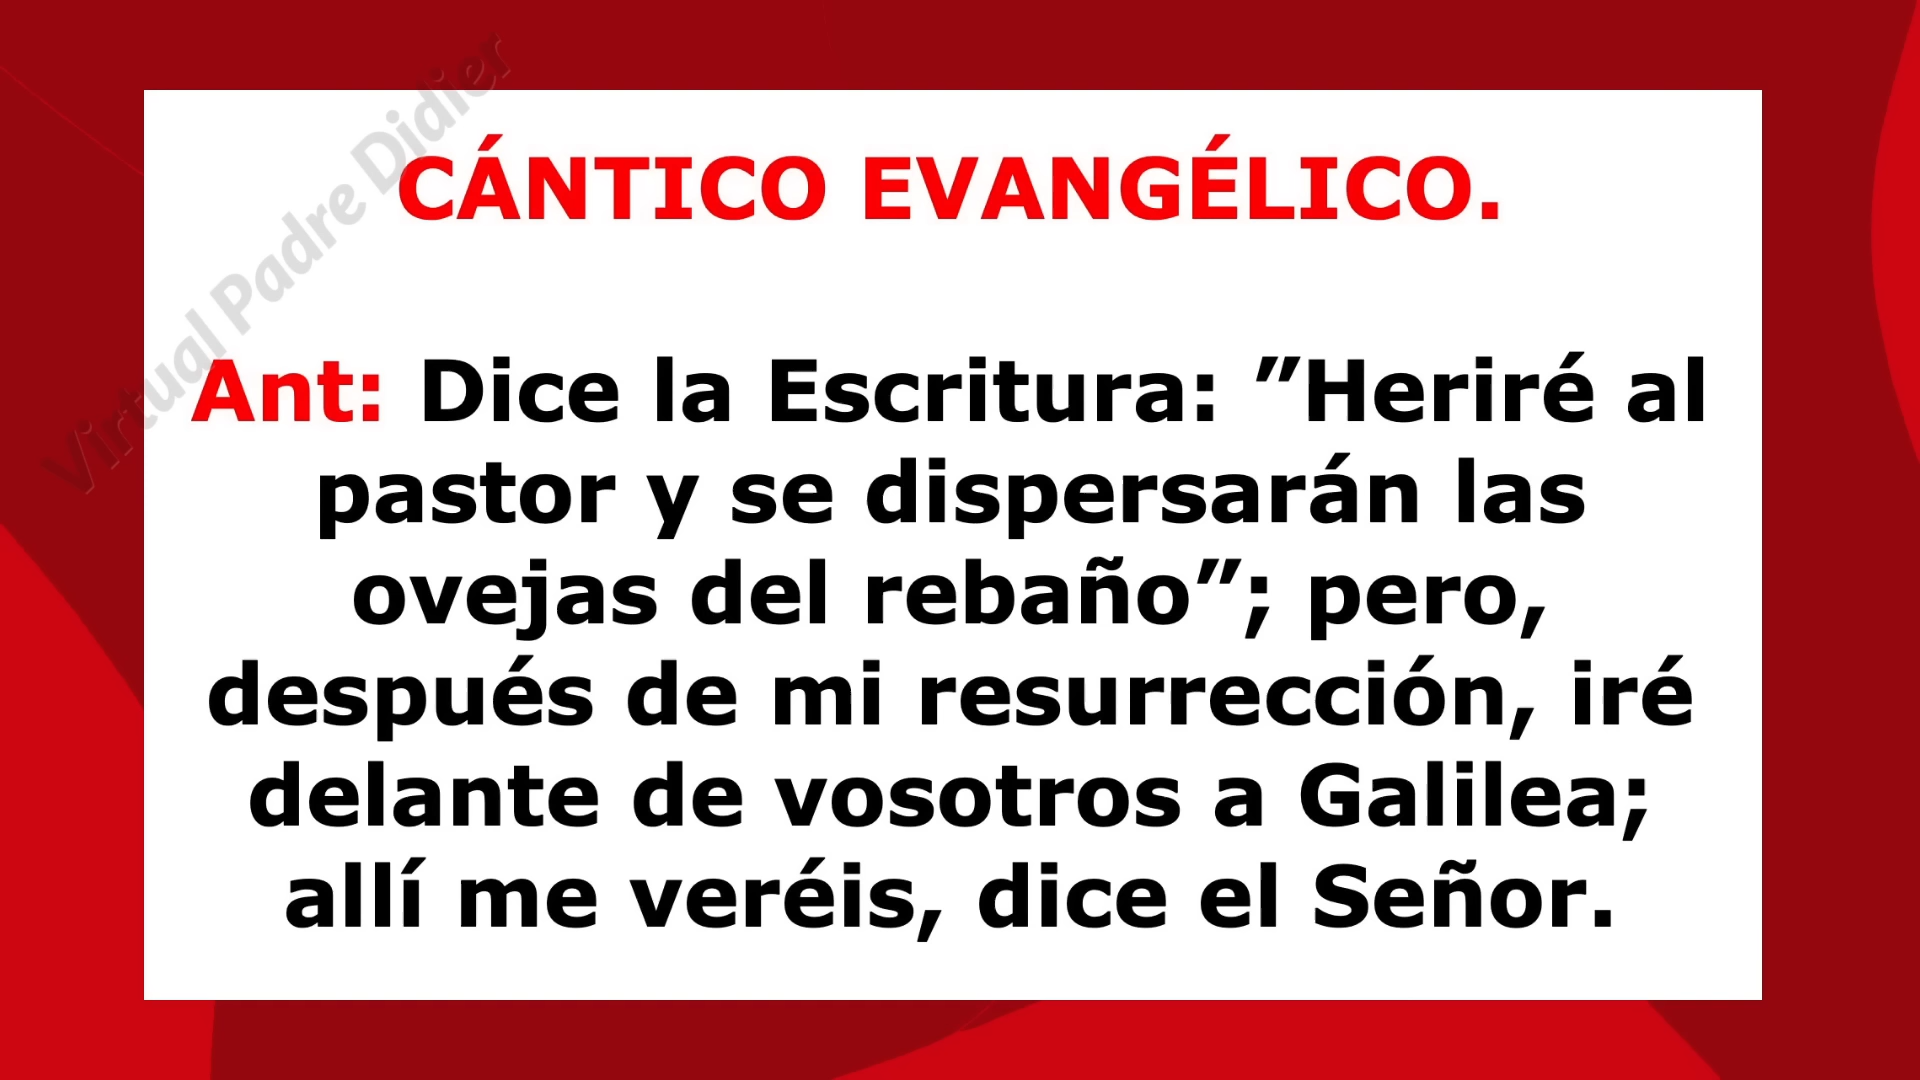 Virtual Padre Didier
CÁNTICO EVANGÉLICO.
Ant: Dice la Escritura: ”Heriré al
pastor y se dispersarán las
ovejas del rebaño”; pero,
después de mi resurrección, iré
delante de vosotros a Galilea;
allí me veréis, dice el Señor.